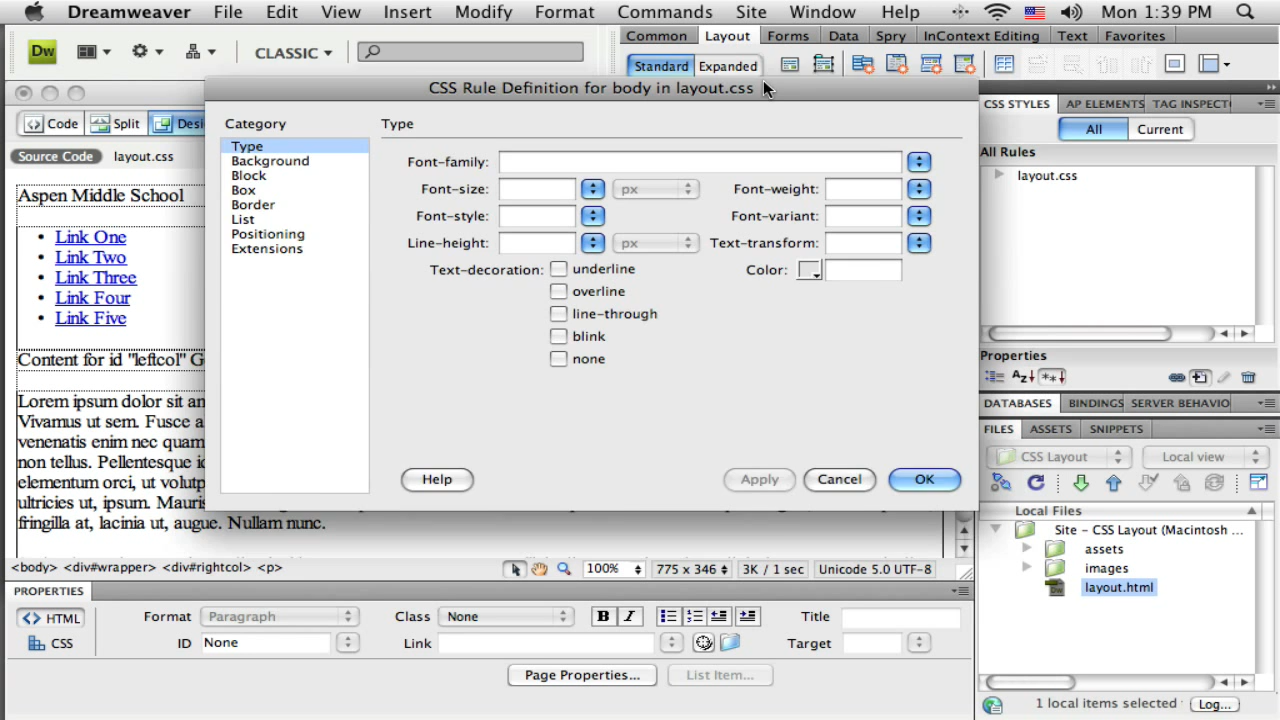 Dreamweaver File Edit View Insert Modify Format Commands Site Window Help Mon 1:39 PM
Dw CLASSIC
Common Layout Forms Data Spry InContext Editing Text Favorites
Standard Expanded
CSS Rule Definition for body in layout.css
Code Split Desi
Source Code layout.css
Aspen Middle School
• Link One
• Link Two
• Link Three
• Link Four
• Link Five
Content for id "leftcol" G
Lorem ipsum dolor sit an
Vivamus ut sem. Fusce a
venenatis enim nec quam
non tellus. Pellentesque id
elementum orci, ut volutp
ultricies ut, ipsum. Mauris
fringilla at, lacinia ut, augue. Nullam nunc.
Category
Type
Background
Block
Box
Border
List
Positioning
Extensions
Type
Font-family:
Font-size: px Font-weight:
Font-style: Font-variant:
Line-height: px Text-transform:
Text-decoration: underline Color:
overline
line-through
blink
none
Help Apply Cancel OK
CSS STYLES AP ELEMENTS TAG INSPECT
All Current
All Rules
layout.css
Properties
Az **
DATABASES BINDINGS SERVER BEHAVIO
FILES ASSETS SNIPPETS
CSS Layout Local view
Local Files
Site – CSS Layout (Macintosh ...
assets
images
layout.html
1 local items selected Log...
<body> <div#wrapper> <div#rightcol> <p> 100% 775 x 346 3K / 1 sec Unicode 5.0 UTF-8
PROPERTIES
<> HTML Format Paragraph Class None B I Title
CSS ID None Link Target
Page Properties... List Item...